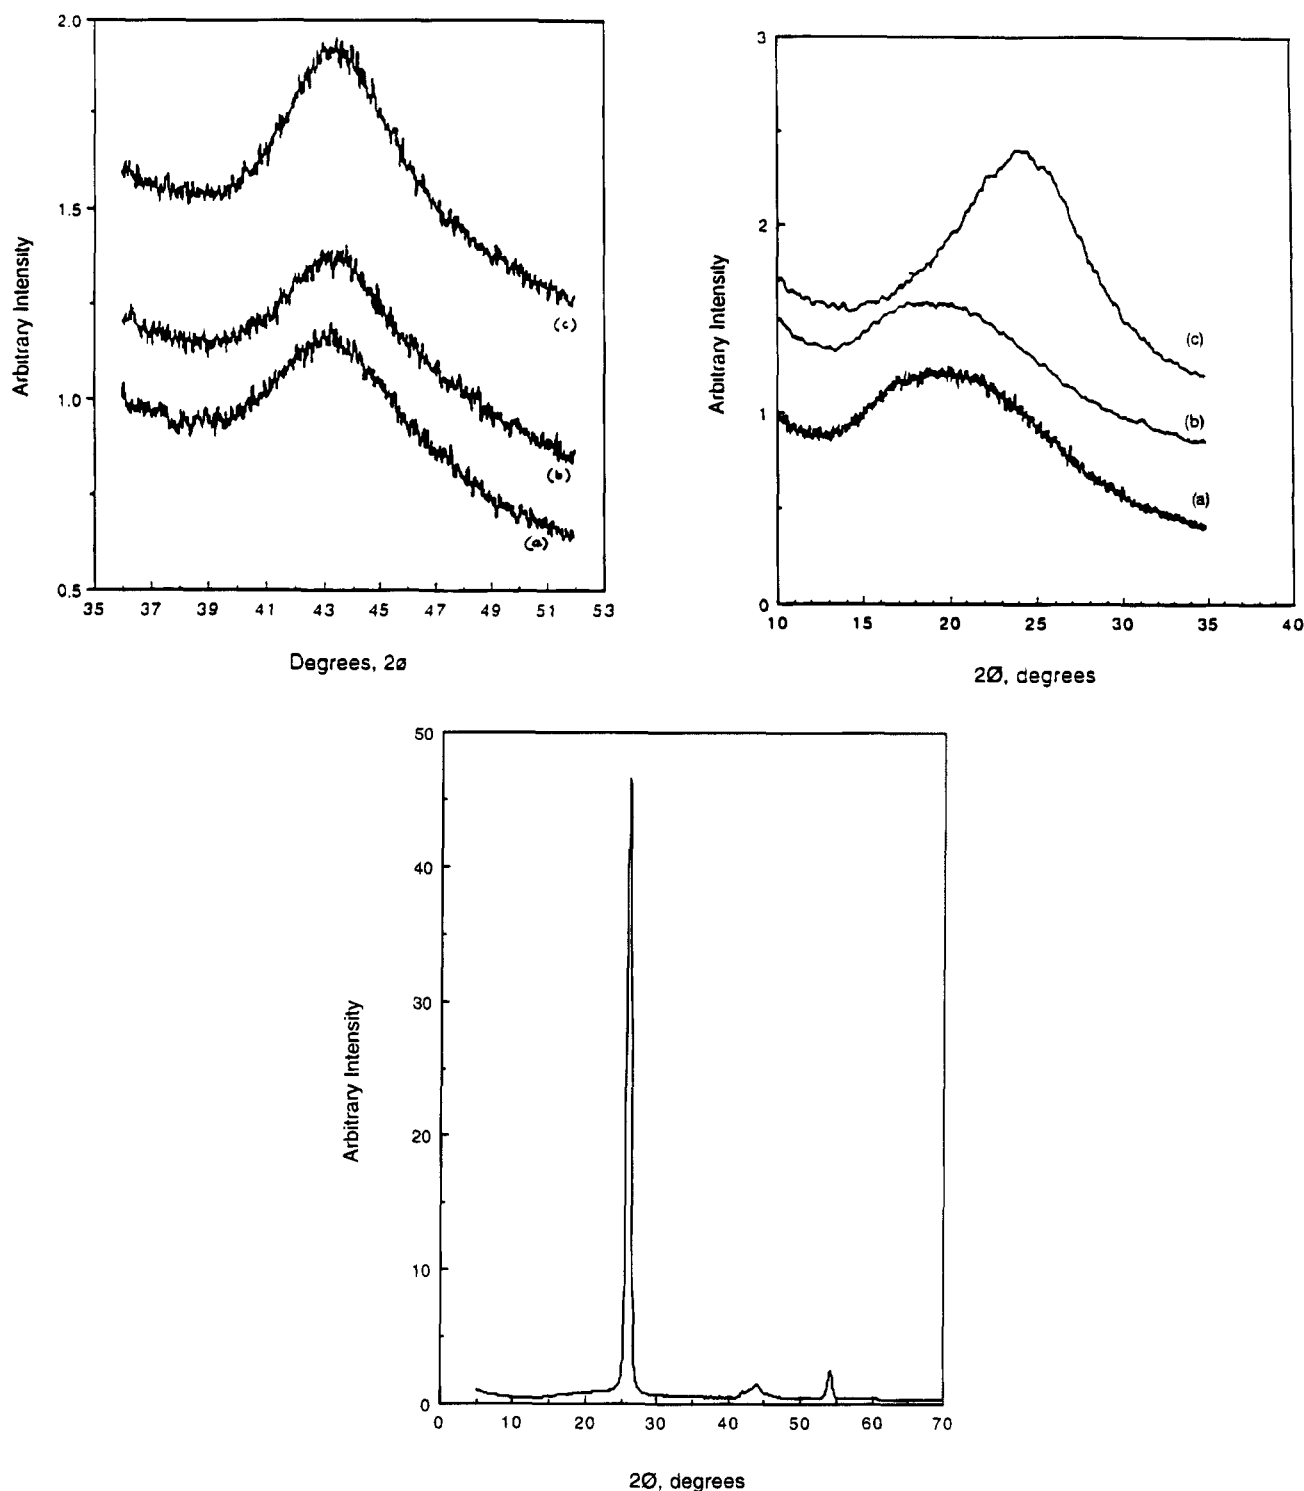 2.0
1.5
1.0
0.5
Arbitrary Intensity
(c)
(b)
(a)
35 37 39 41 43 45 47 49 51 53
Degrees, 2ø
3
2
1
0
Arbitrary Intensity
(c)
(b)
(a)
10 15 20 25 30 35 40
2Ø, degrees
50
40
30
20
10
0
Arbitrary Intensity
0 10 20 30 40 50 60 70
2Ø, degrees